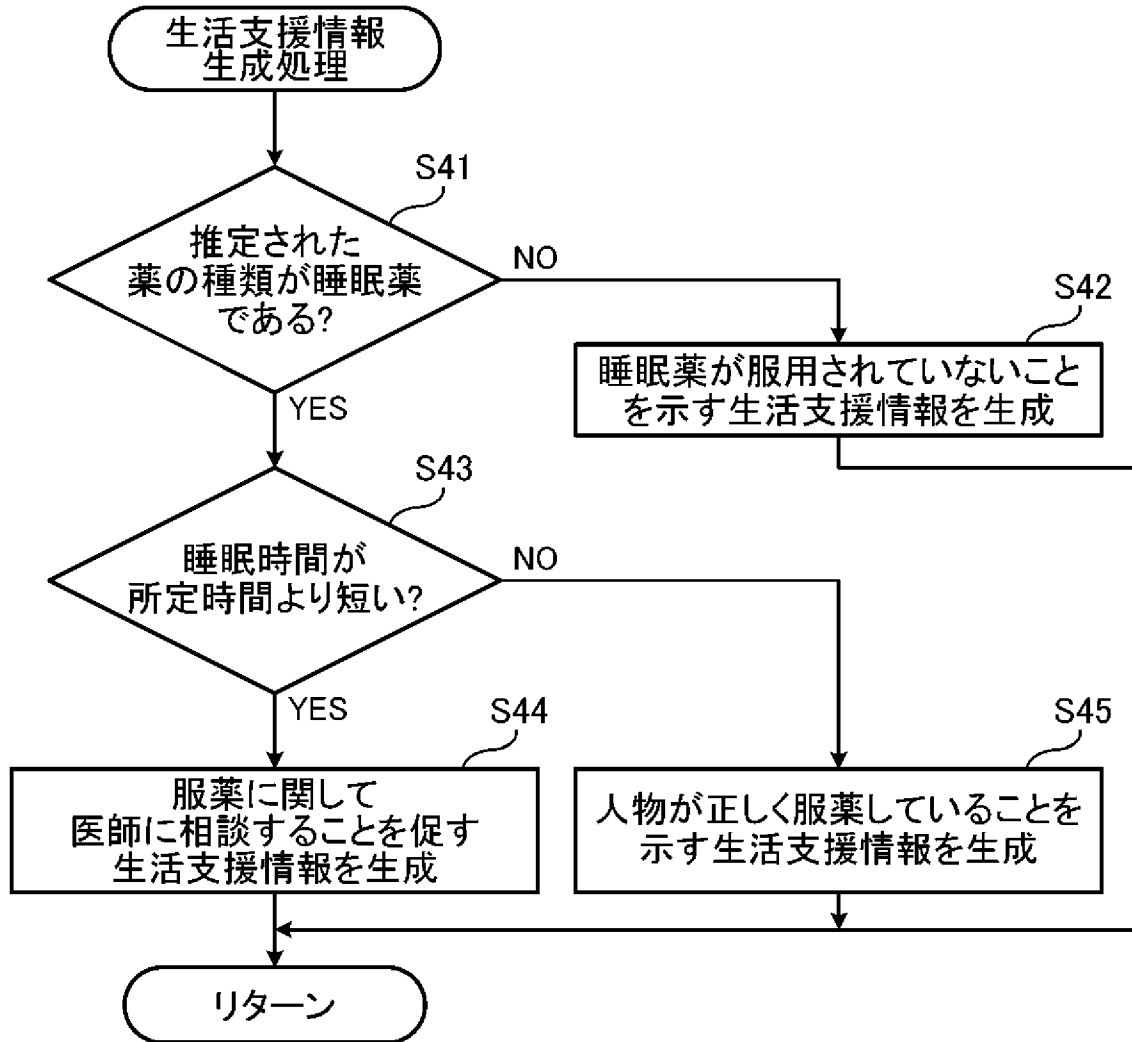 生活支援情報
生成処理
S41
推定された
薬の種類が睡眠薬
である?
NO
YES
S42
睡眠薬が服用されていないこと
を示す生活支援情報を生成
S43
睡眠時間が
所定時間より短い?
NO
YES
S44
服薬に関して
医師に相談することを促す
生活支援情報を生成
S45
人物が正しく服薬していることを
示す生活支援情報を生成
リターン